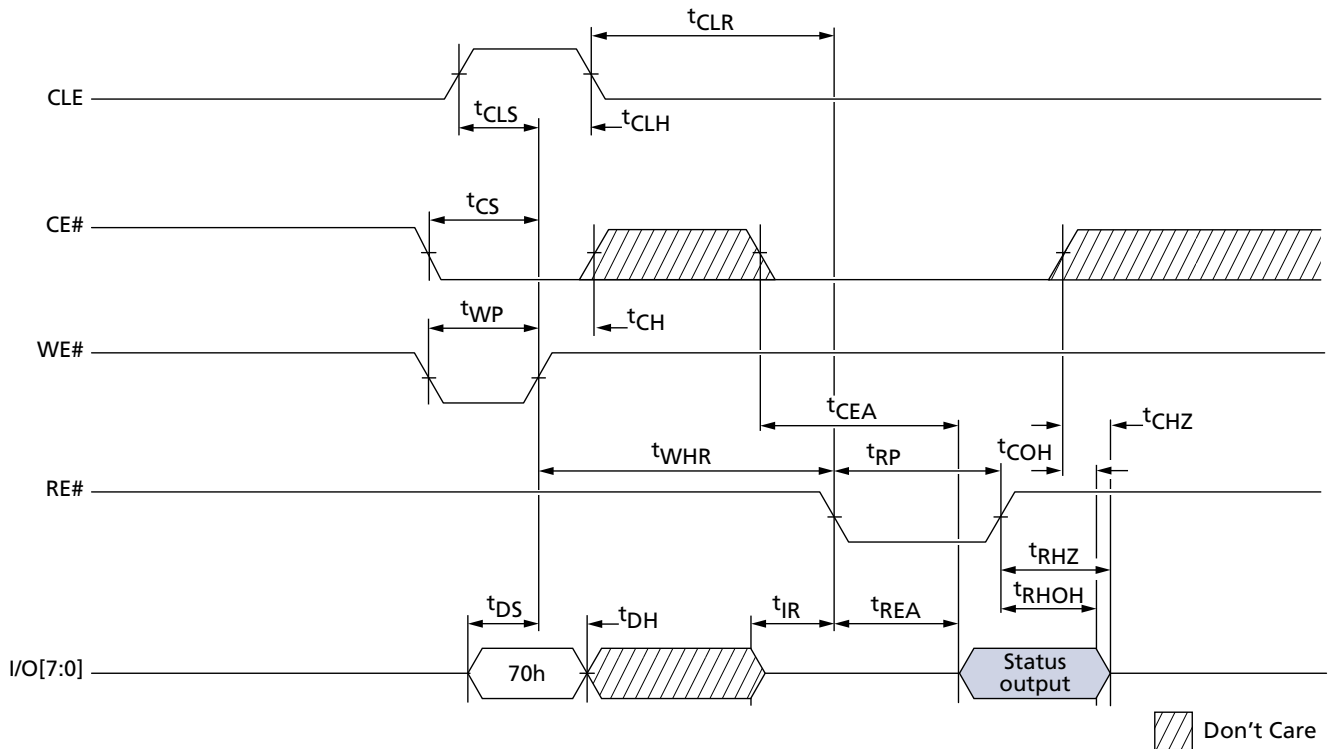 tCLR
CLE
tCLS
tCLH
tCS
CE#
tWP
tCH
WE#
tCEA
tCHZ
tWHR
tRP
tCOH
RE#
tRHZ
tRHOH
tDS
tDH
tIR
tREA
I/O[7:0]
70h
Status
output
Don't Care